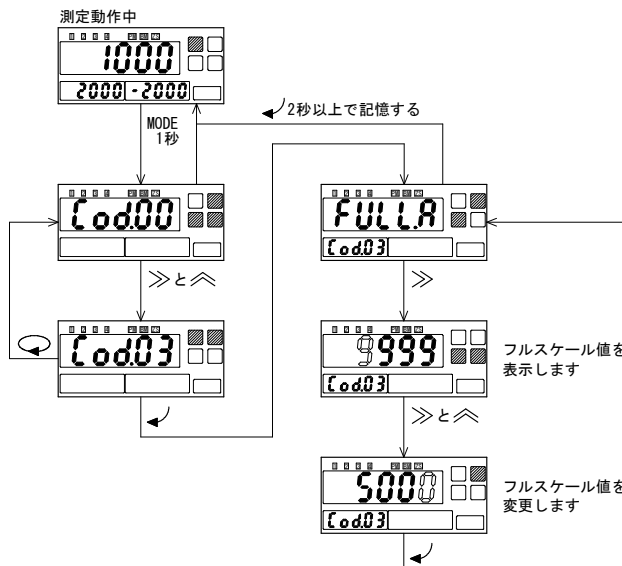 測定動作中
1000
2000 -2000
MODE
1秒
2秒以上で記憶する
Cod.00
≫と︽
Cod.03
FULL.A
Cod.03
≫
9999
Cod.03
フルスケール値を
表示します
≫と︽
5000
Cod.03
フルスケール値を
変更します